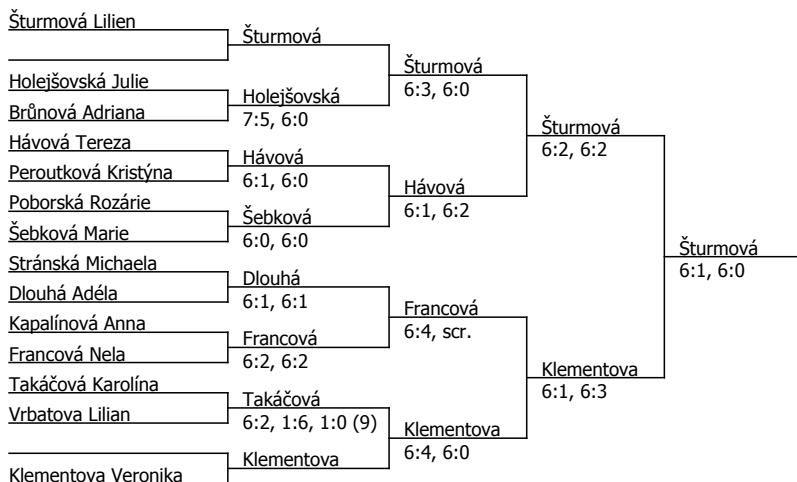 Šturmová Lilien
Holejšovská Julie
Brůnová Adriana
Hávová Tereza
Peroutková Kristýna
Poborská Rozárie
Šebková Marie
Stránská Michaela
Dlouhá Adéla
Kapalínová Anna
Francová Nela
Takáčová Karolína
Vrbatova Lilian
Klementova Veronika
Šturmová
Holejšovská
7:5, 6:0
Hávová
6:1, 6:0
Šebková
6:0, 6:0
Dlouhá
6:1, 6:1
Francová
6:2, 6:2
Takáčová
6:2, 1:6, 1:0 (9)
Klementova
Šturmová
6:3, 6:0
Hávová
6:1, 6:2
Francová
6:4, scr.
Klementova
6:4, 6:0
Šturmová
6:2, 6:2
Klementova
6:1, 6:3
Šturmová
6:1, 6:0